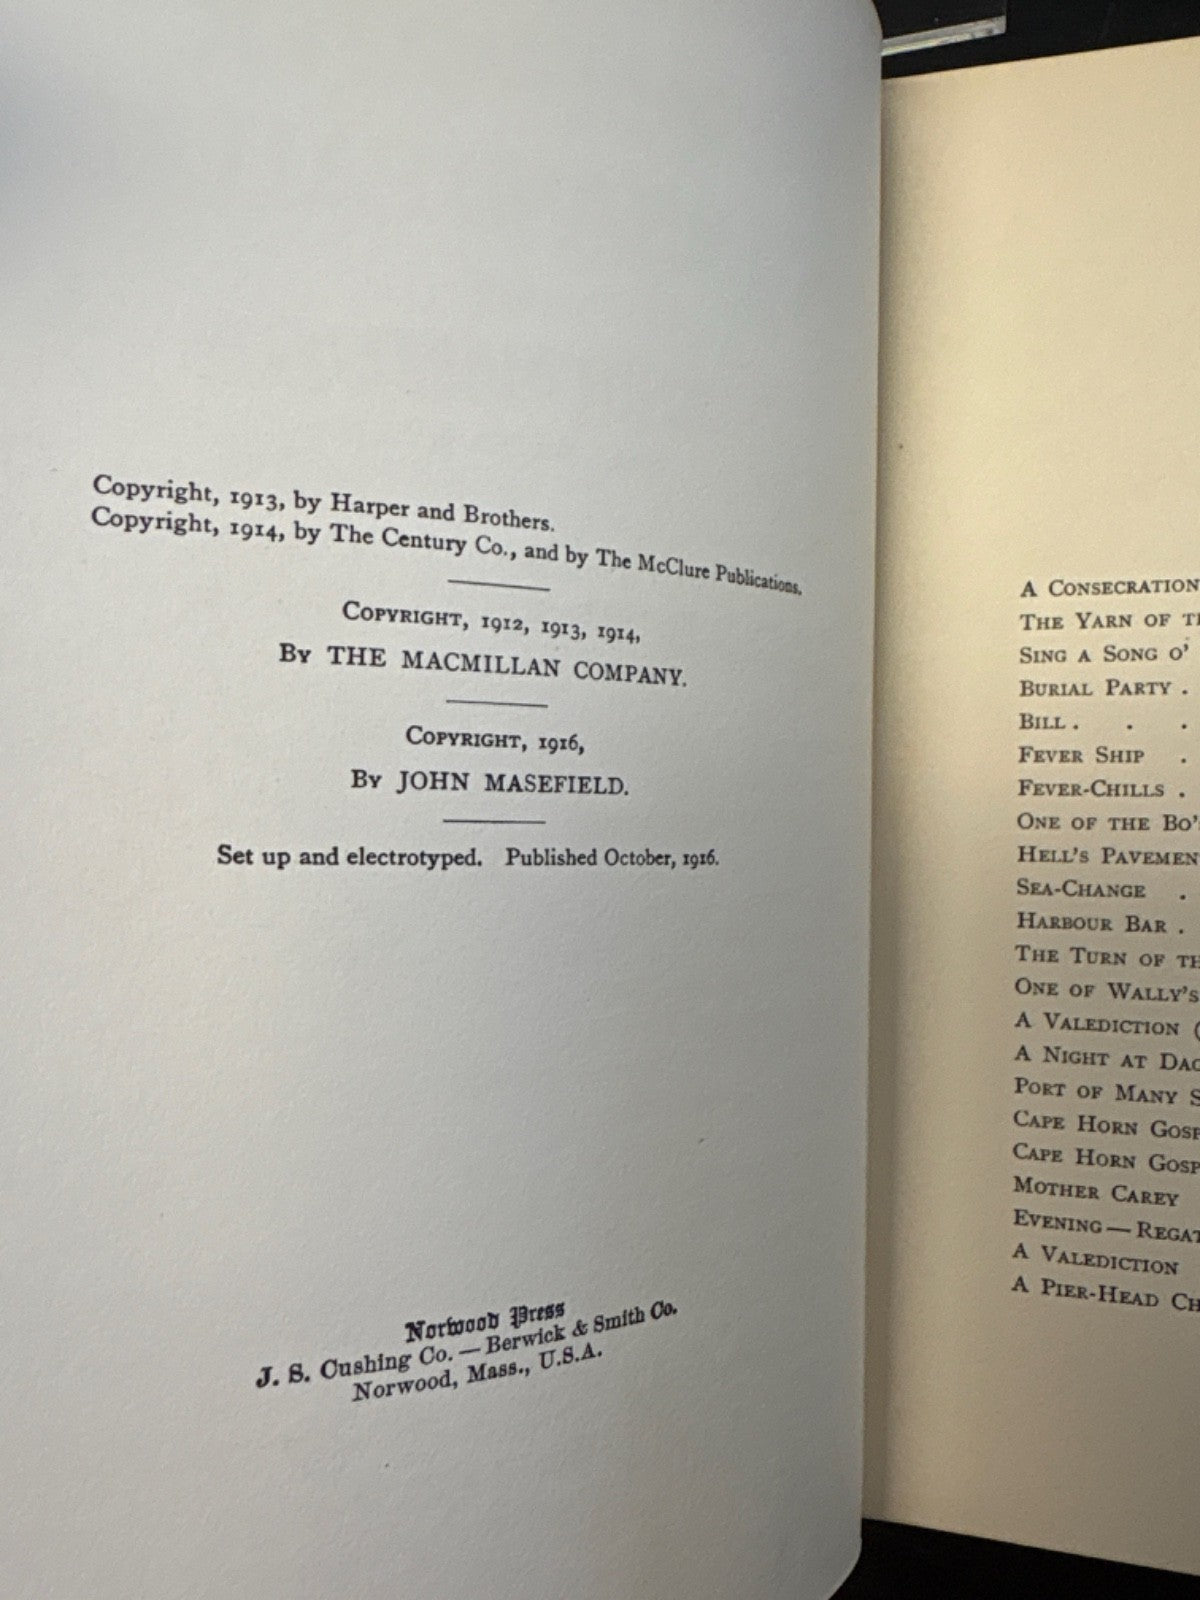 Copyright, 1913, by Harper and Brothers.
Copyright, 1914, by The Century Co., and by The McClure Publications.
Copyright, 1912, 1913, 1914,
By THE MACMILLAN COMPANY.
Copyright, 1916,
By JOHN MASEFIELD.
Set up and electrotyped. Published October, 1916.
Norwood Press
J. S. Cushing Co. — Berwick & Smith Co.
Norwood, Mass., U.S.A.
A Consecration
The Yarn of
Sing a Song o'
Burial Party .
Bill . . .
Fever Ship .
Fever-Chills .
One of the
Hell's
Sea-Change .
Harbour Bar .
The Turn of
One of Wally's
A Valediction (
A Night at
Port of Many
Cape Horn
Cape Horn
Mother Carey
Evening —
A Valediction
A Pier-Head